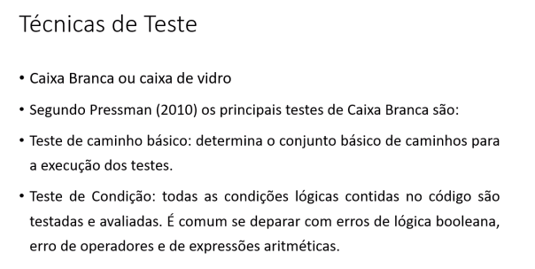 Técnicas de Teste
• Caixa Branca ou caixa de vidro
• Segundo Pressman (2010) os principais testes de Caixa Branca são:
• Teste de caminho básico: determina o conjunto básico de caminhos para
a execução dos testes.
• Teste de Condição: todas as condições lógicas contidas no código são
testadas e avaliadas. É comum se deparar com erros de lógica booleana,
erro de operadores e de expressões aritméticas.